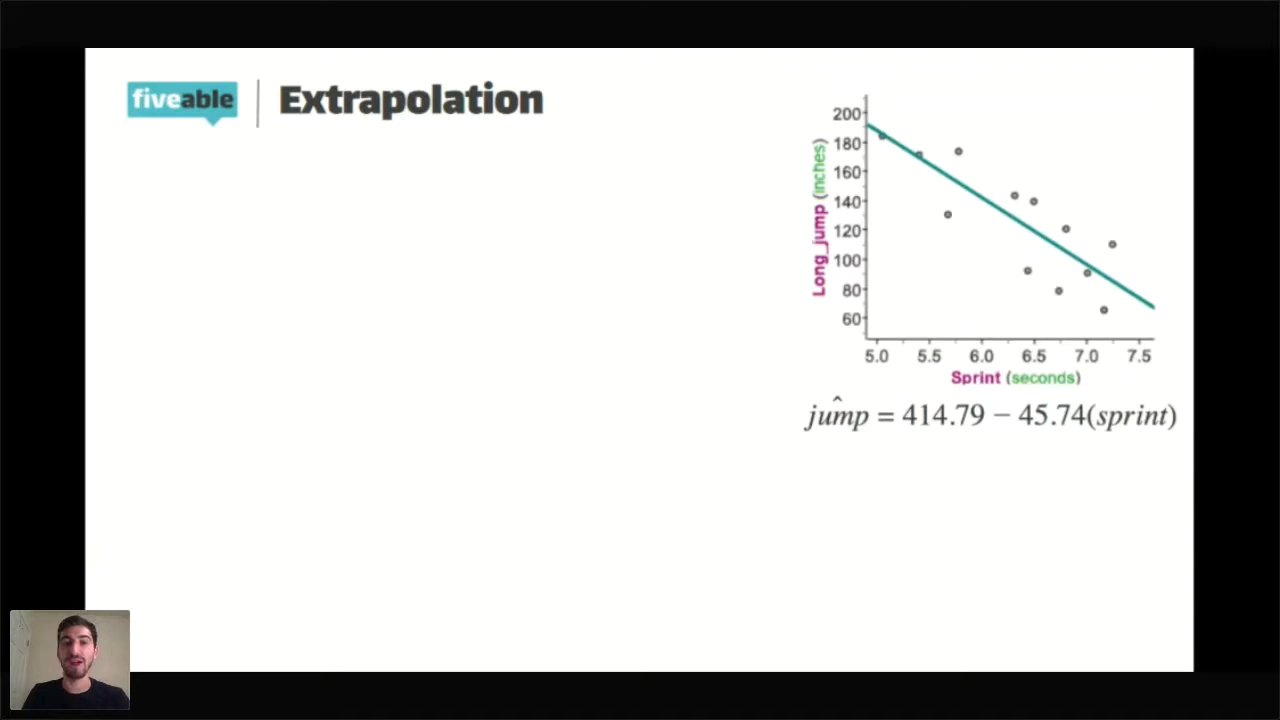 fiveable
Extrapolation
200
180
160
140
120
100
80
60
Long_jump (inches)
5.0 5.5 6.0 6.5 7.0 7.5
Sprint (seconds)
jum̂p = 414.79 − 45.74(sprint)